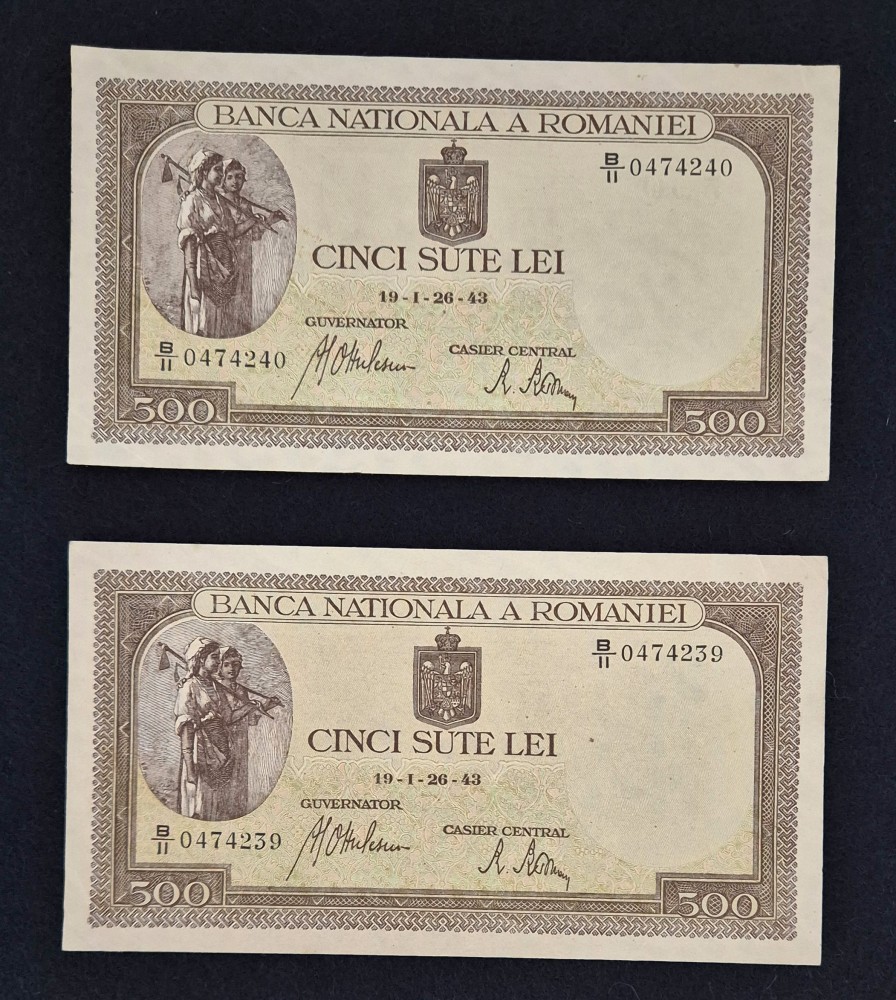 BANCA NATIONALA A ROMANIEI
B/II 0474240
CINCI SUTE LEI
19-I-26-43
GUVERNATOR
CASIER CENTRAL
B/II 0474240
500 500
BANCA NATIONALA A ROMANIEI
B/II 0474239
CINCI SUTE LEI
19-I-26-43
GUVERNATOR
CASIER CENTRAL
B/II 0474239
500 500